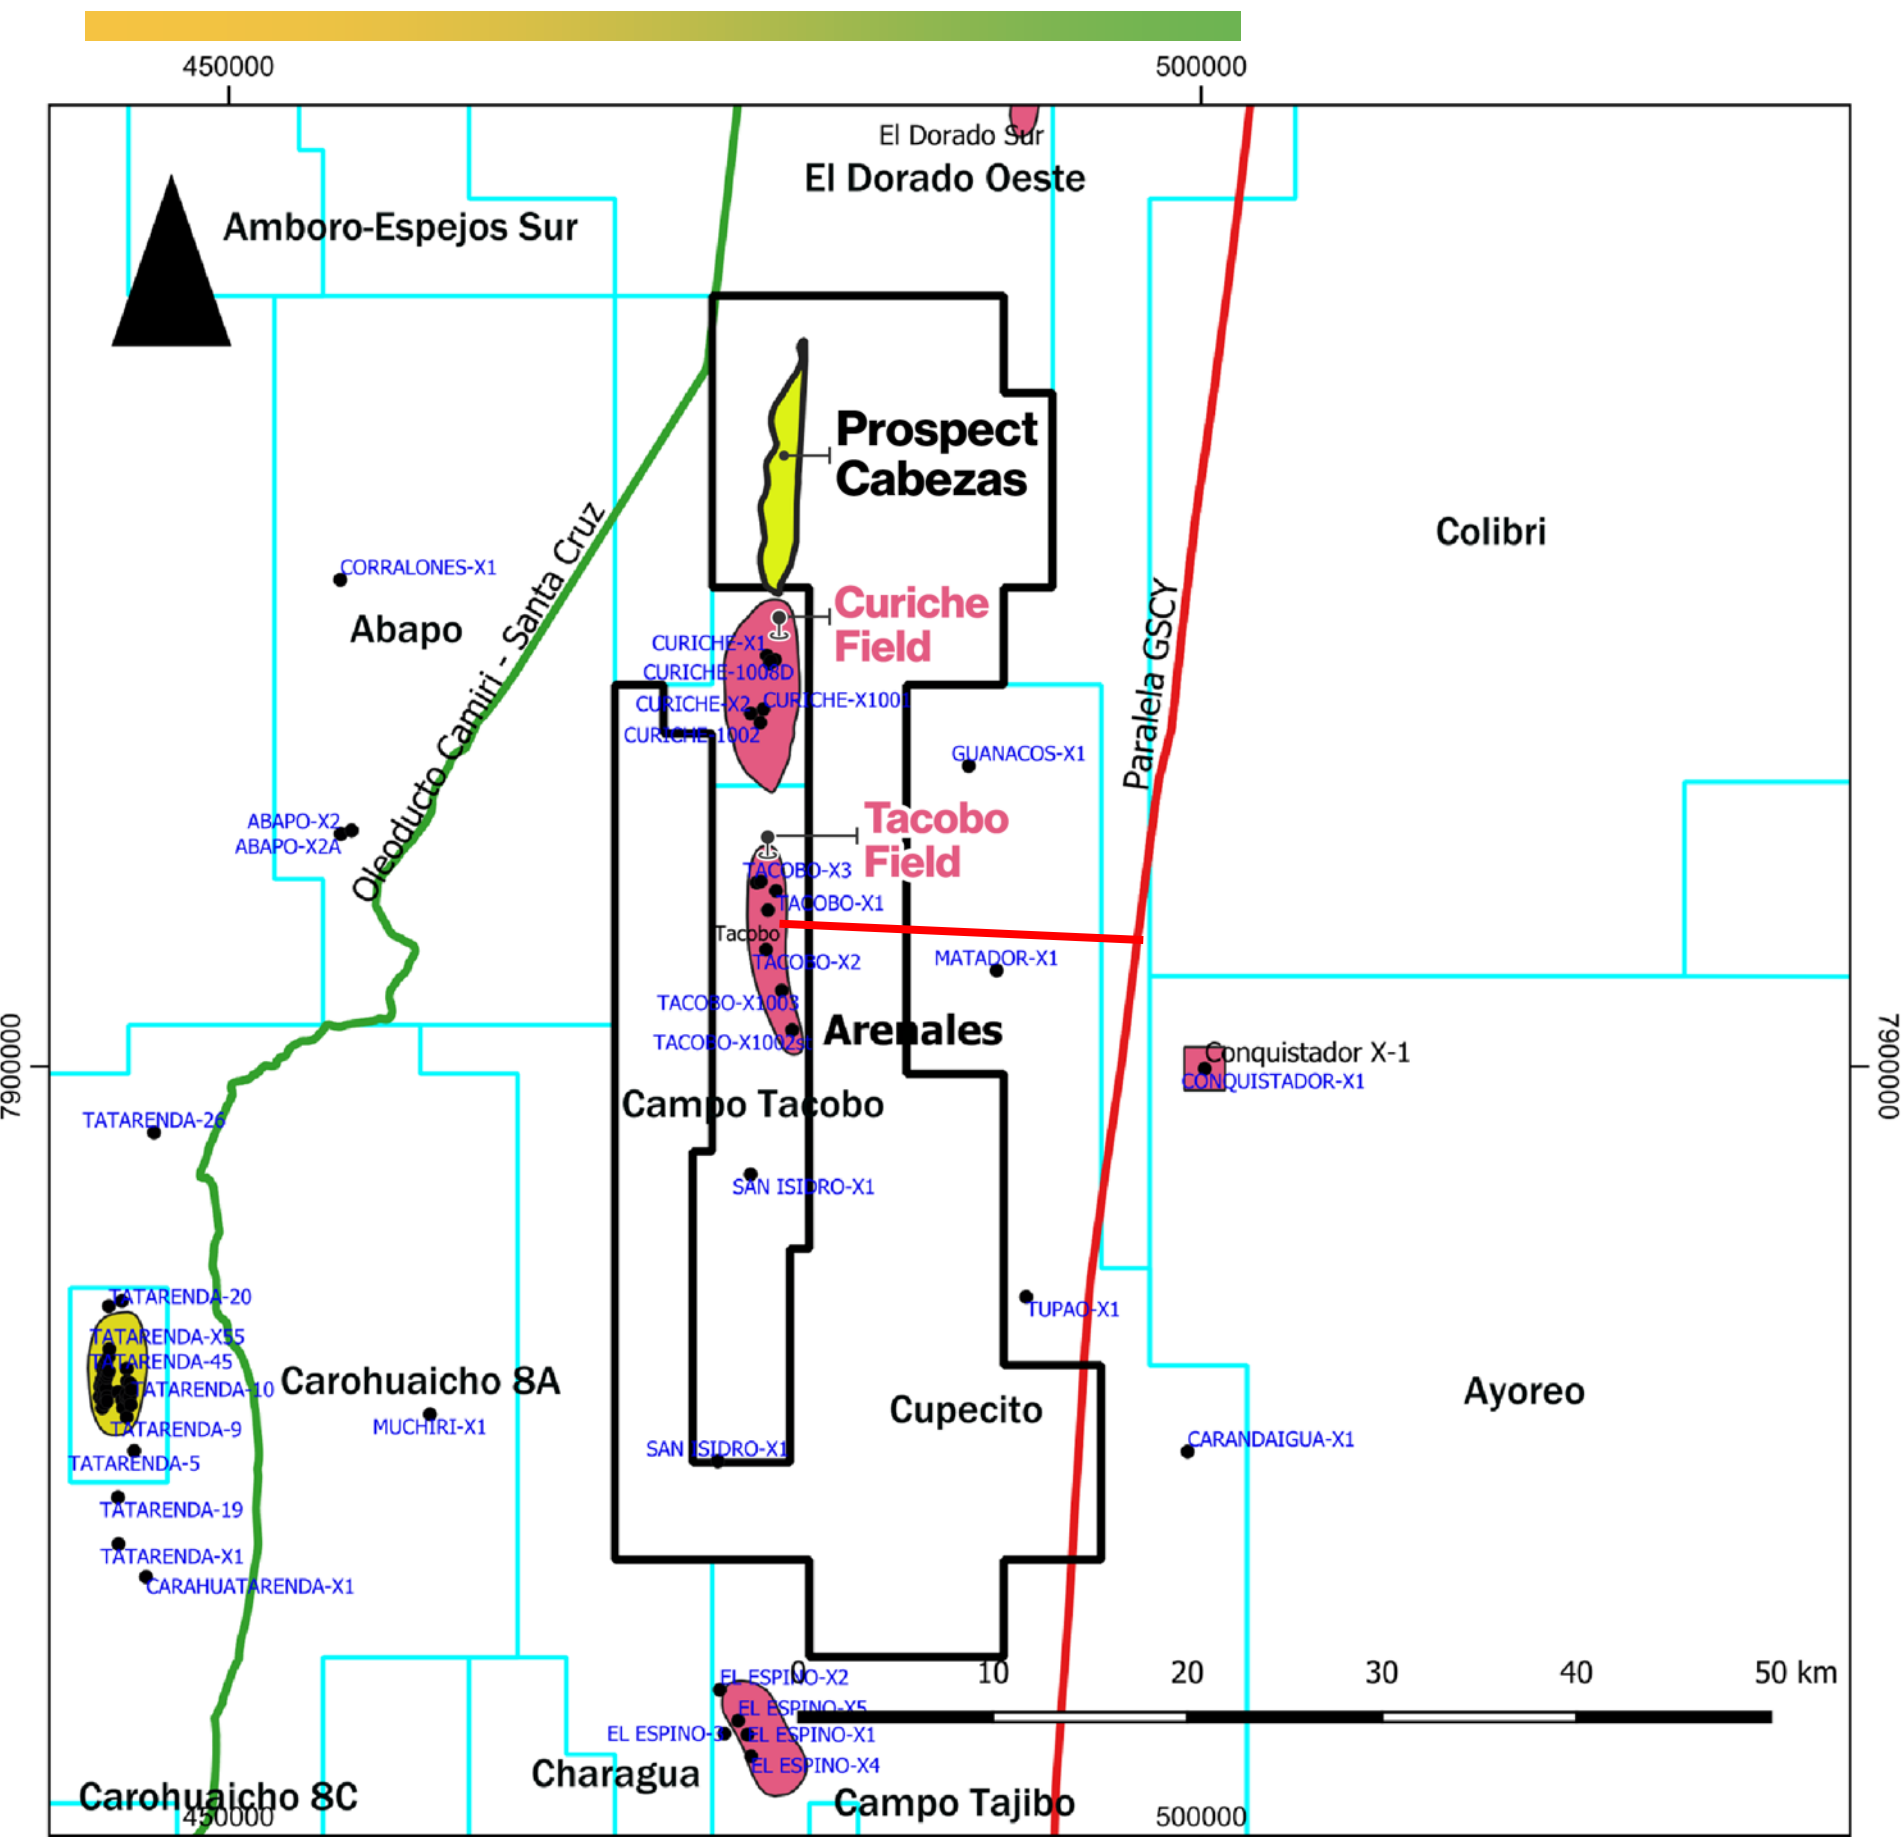 450000
500000
El Dorado Sur
El Dorado Oeste
Amboro-Espejos Sur
Prospect
Cabezas
Colibri
Oleoducto Camiri - Santa Cruz
CORRALONES-X1
Abapo
Curiche
Field
Paralela GSCY
CURICHE-X1
CURICHE-1008D
CURICHE-X2
CURICHE-X1001
CURICHE-1002
GUANACOS-X1
ABAPO-X2
ABAPO-X2A
Tacobo
Field
TACOBO-X3
TACOBO-X1
Tacobo
TACOBO-X2
MATADOR-X1
TACOBO-X1003
TACOBO-X1002st
Arenales
7900000
7900000
Conquistador X-1
CONQUISTADOR-X1
Campo Tacobo
TATARENDA-26
SAN ISIDRO-X1
TATARENDA-20
TUPAO-X1
TATARENDA-X55
TATARENDA-45
TATARENDA-10
Carohuaicho 8A
MUCHIRI-X1
Cupecito
Ayoreo
TATARENDA-9
CARANDAIGUA-X1
SAN ISIDRO-X1
TATARENDA-5
TATARENDA-19
TATARENDA-X1
CARAHUATARENDA-X1
0 10 20 30 40 50 km
EL ESPINO-X2
EL ESPINO-X5
EL ESPINO-3
EL ESPINO-X1
EL ESPINO-X4
Charagua
Carohuaicho 8C
Campo Tajibo
450000
500000